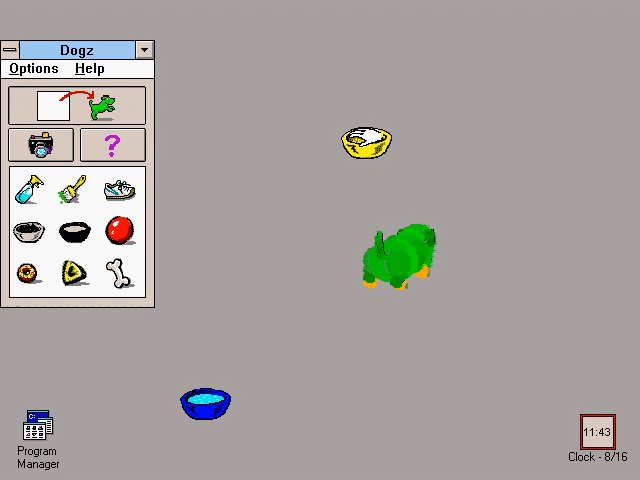 Dogz
Options Help
?
C:
11:43
Program
Manager
Clock - 8/16